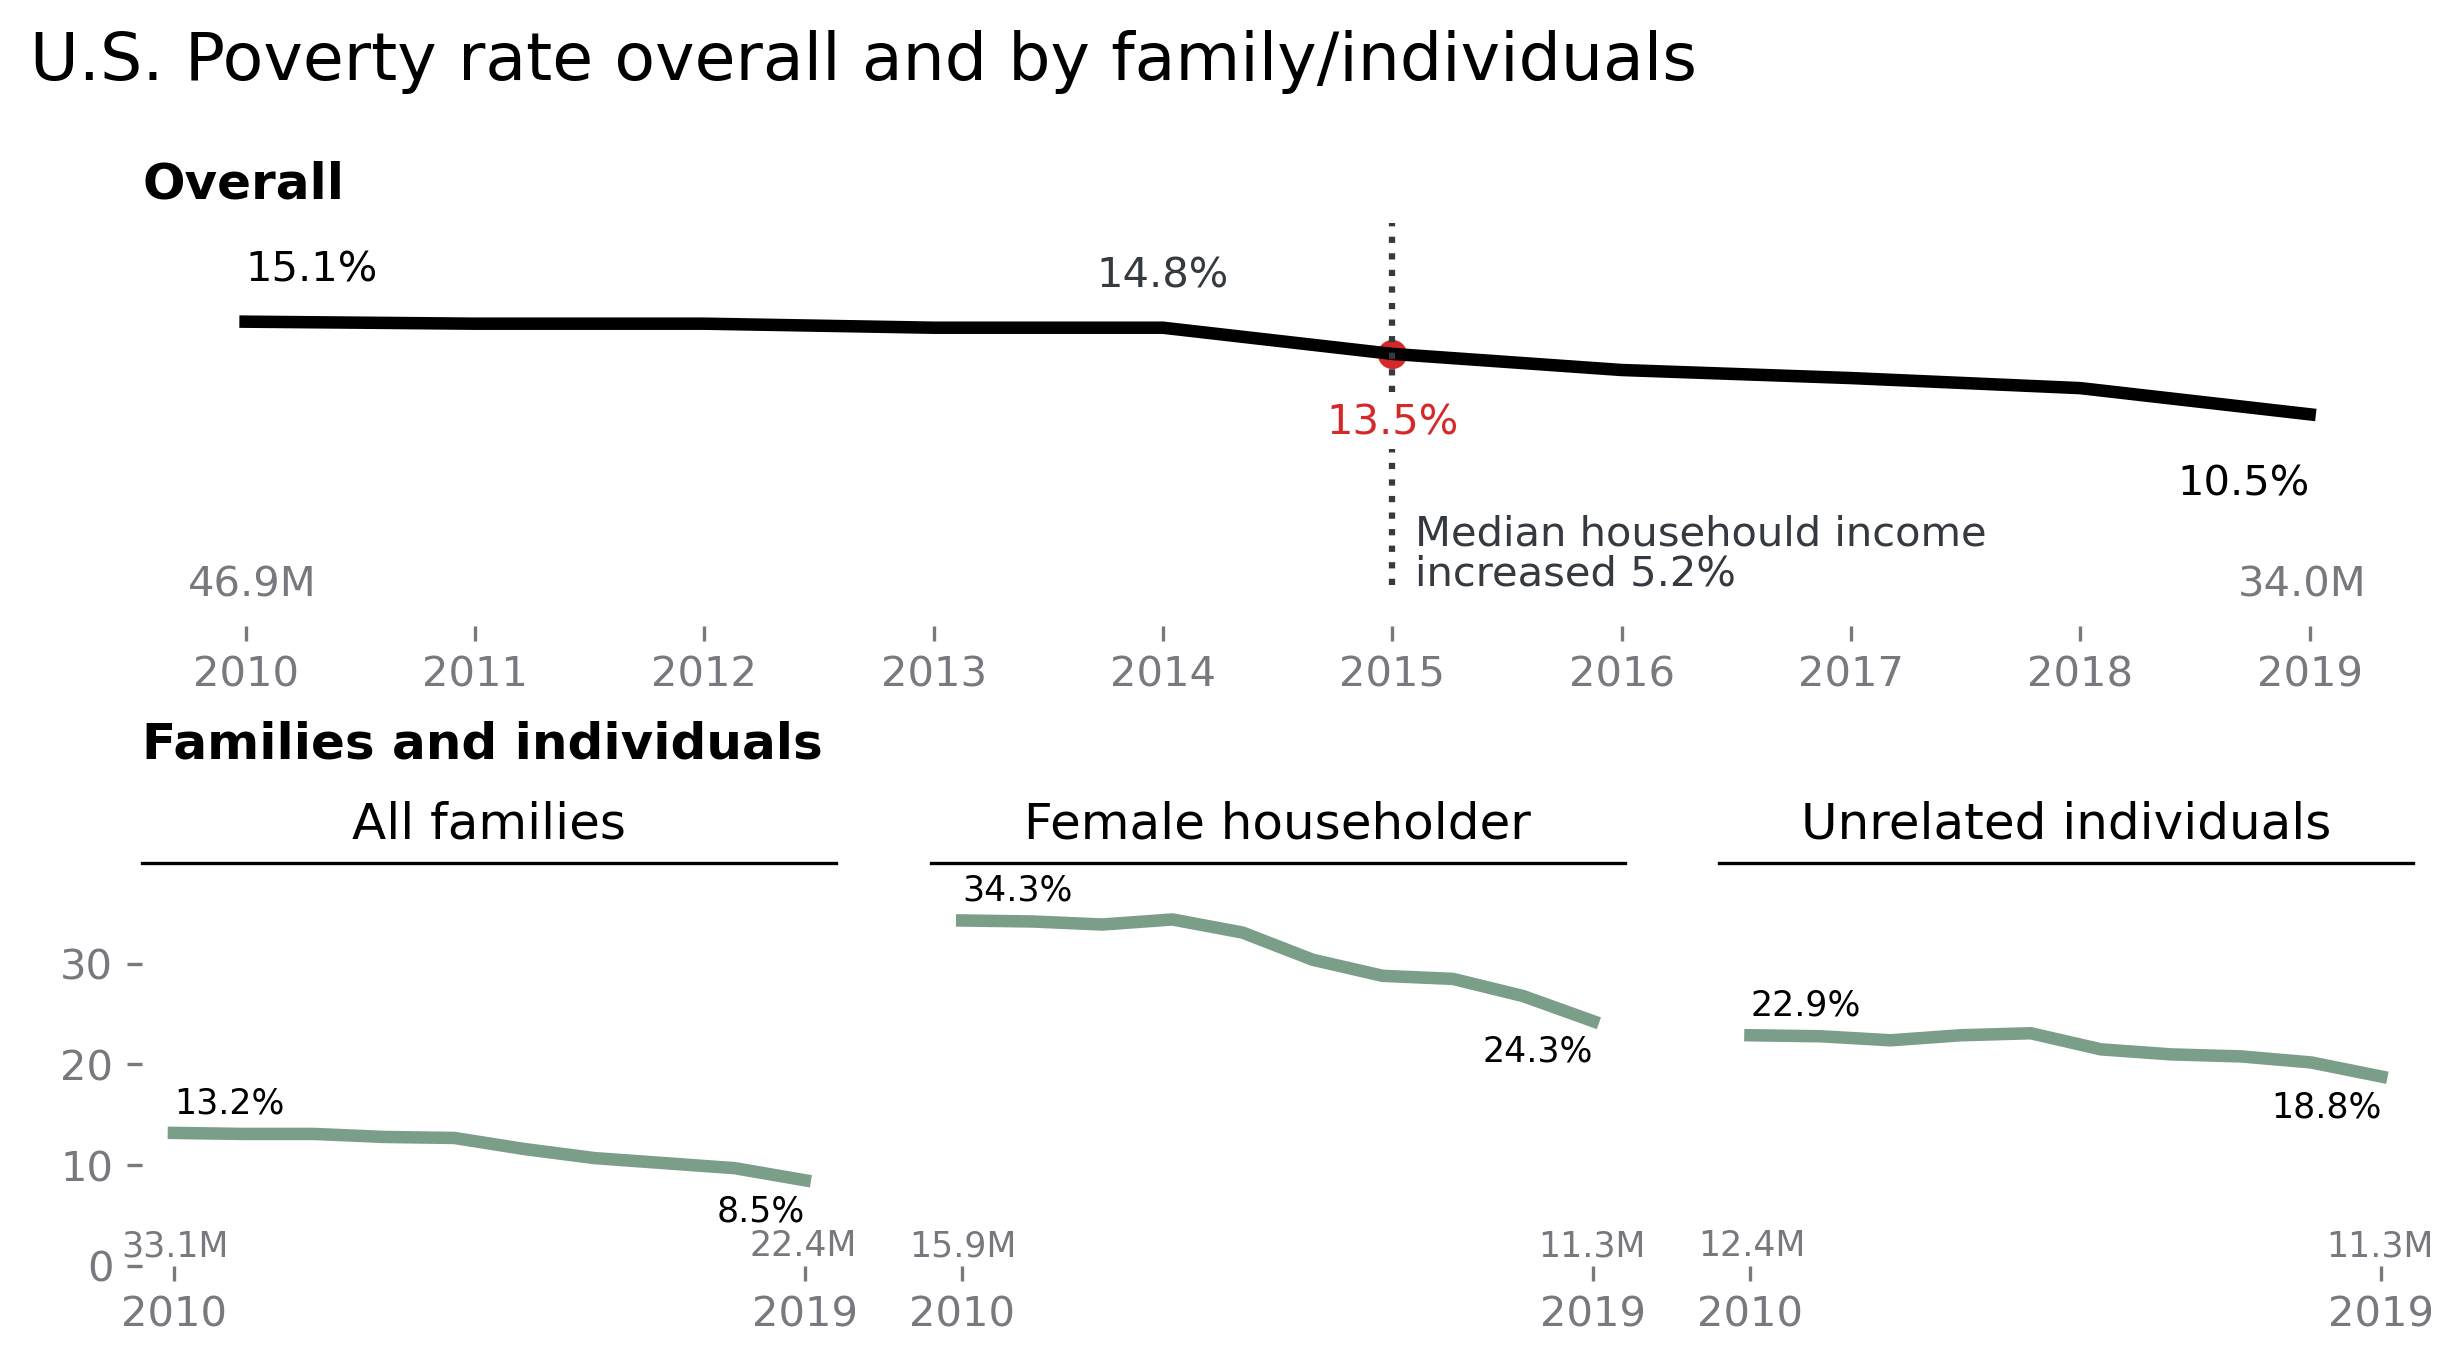 U.S. Poverty rate overall and by family/individuals
Overall
15.1%
14.8%
13.5%
10.5%
Median househould income
increased 5.2%
46.9M
34.0M
2010 2011 2012 2013 2014 2015 2016 2017 2018 2019
Families and individuals
All families
Female householder
Unrelated individuals
30
20
10
0
13.2%
8.5%
33.1M
22.4M
2010
2019
34.3%
24.3%
15.9M
11.3M
2010
2019
22.9%
18.8%
12.4M
11.3M
2010
2019